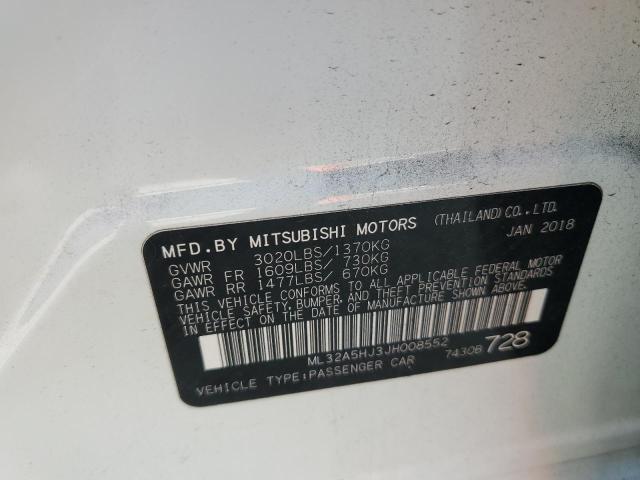 MFD.BY MITSUBISHI MOTORS (THAILAND) CO.,LTD.
JAN 2018
GVWR 3020LBS/1370KG
GAWR FR 1609LBS/ 730KG
GAWR RR 1477LBS/ 670KG
THIS VEHICLE CONFORMS TO ALL APPLICABLE FEDERAL MOTOR
VEHICLE SAFETY, BUMPER, AND THEFT PREVENTION STANDARDS
IN EFFECT ON THE DATE OF MANUFACTURE SHOWN ABOVE.
ML32A5HJ3JH008552
7430B 728
VEHICLE TYPE:PASSENGER CAR